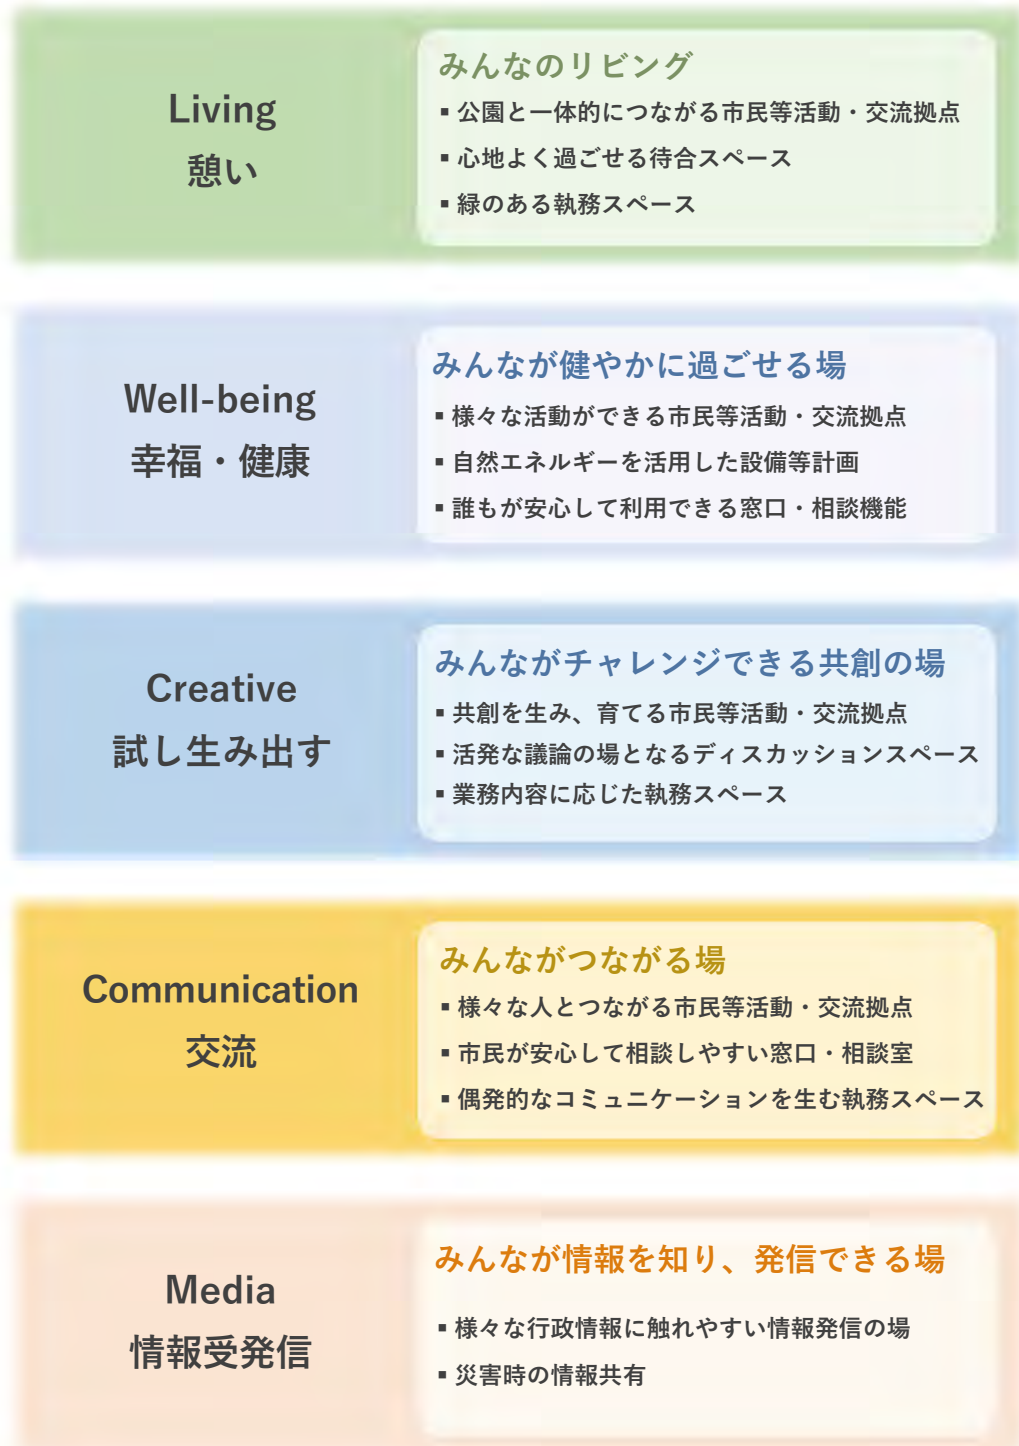 Living
憩い
みんなのリビング
▪ 公園と一体的につながる市民等活動・交流拠点
▪ 心地よく過ごせる待合スペース
▪ 緑のある執務スペース
Well-being
幸福・健康
みんなが健やかに過ごせる場
▪ 様々な活動ができる市民等活動・交流拠点
▪ 自然エネルギーを活用した設備等計画
▪ 誰もが安心して利用できる窓口・相談機能
Creative
試し生み出す
みんながチャレンジできる共創の場
▪ 共創を生み、育てる市民等活動・交流拠点
▪ 活発な議論の場となるディスカッションスペース
▪ 業務内容に応じた執務スペース
Communication
交流
みんながつながる場
▪ 様々な人とつながる市民等活動・交流拠点
▪ 市民が安心して相談しやすい窓口・相談室
▪ 偶発的なコミュニケーションを生む執務スペース
Media
情報受発信
みんなが情報を知り、発信できる場
▪ 様々な行政情報に触れやすい情報発信の場
▪ 災害時の情報共有